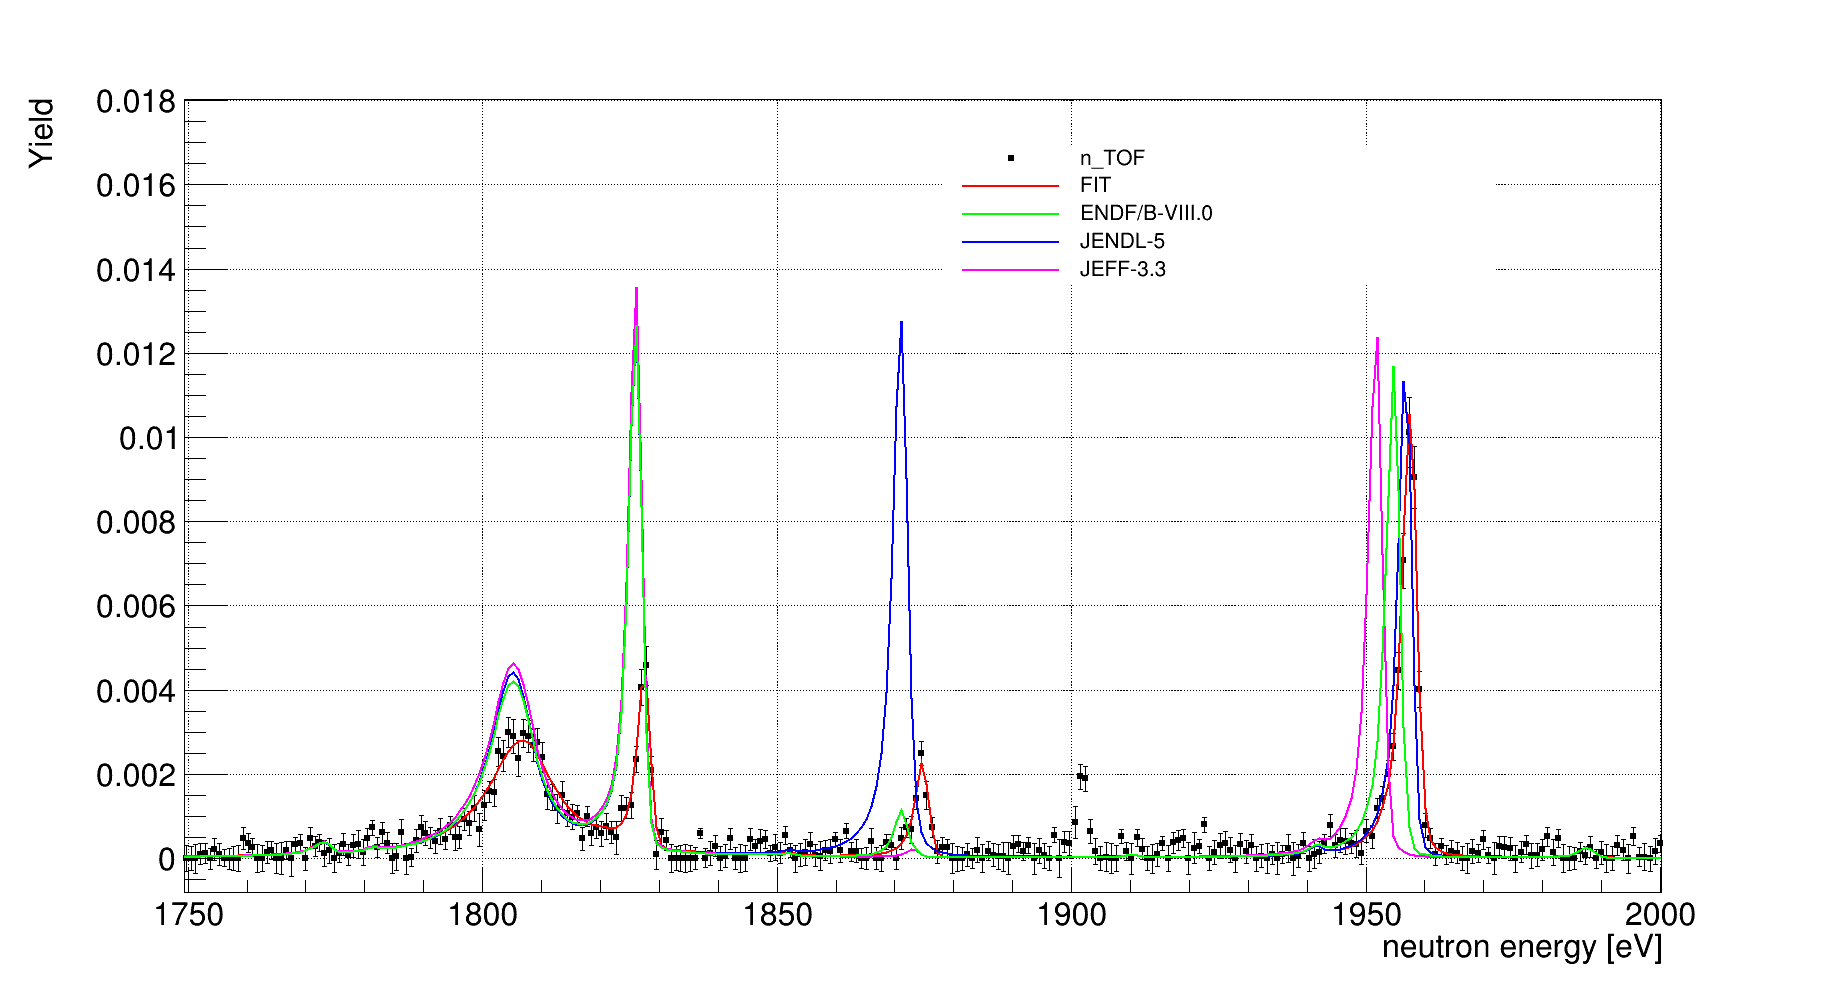 Yield
0.018
0.016
0.014
0.012
0.01
0.008
0.006
0.004
0.002
0
n_TOF
FIT
ENDF/B-VIII.0
JENDL-5
JEFF-3.3
1750 1800 1850 1900 1950 2000
neutron energy [eV]